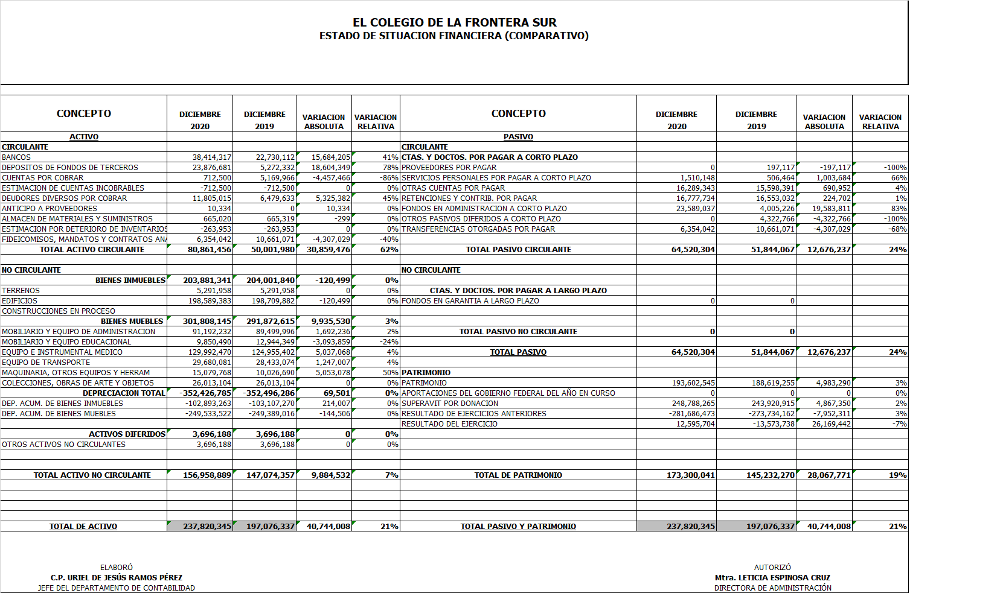 EL COLEGIO DE LA FRONTERA SUR
ESTADO DE SITUACION FINANCIERA (COMPARATIVO)
CONCEPTO DICIEMBRE 2020 DICIEMBRE 2019 VARIACION ABSOLUTA VARIACION RELATIVA CONCEPTO DICIEMBRE 2020 DICIEMBRE 2019 VARIACION ABSOLUTA VARIACION RELATIVA
ACTIVO PASIVO
CIRCULANTE CIRCULANTE
BANCOS 38,414,317 22,730,112 15,684,205 41% CTAS. Y DOCTOS. POR PAGAR A CORTO PLAZO
DEPOSITOS DE FONDOS DE TERCEROS 23,876,681 5,272,332 18,604,349 78% PROVEEDORES POR PAGAR 0 197,117 -197,117 -100%
CUENTAS POR COBRAR 712,500 5,169,966 -4,457,466 -86% SERVICIOS PERSONALES POR PAGAR A CORTO PLAZO 1,510,148 506,464 1,003,684 66%
ESTIMACION DE CUENTAS INCOBRABLES -712,500 -712,500 0 0% OTRAS CUENTAS POR PAGAR 16,289,343 15,598,391 690,952 4%
DEUDORES DIVERSOS POR COBRAR 11,805,015 6,479,633 5,325,382 45% RETENCIONES Y CONTRIB. POR PAGAR 16,777,734 16,553,032 224,702 1%
ANTICIPO A PROVEEDORES 10,334 0 10,334 0% FONDOS EN ADMINISTRACION A CORTO PLAZO 23,589,037 4,005,226 19,583,811 83%
ALMACEN DE MATERIALES Y SUMINISTROS 665,020 665,319 -299 0% OTROS PASIVOS DIFERIDOS A CORTO PLAZO 0 4,322,766 -4,322,766 -100%
ESTIMACION POR DETERIORO DE INVENTARIOS -263,953 -263,953 0 0% TRANSFERENCIAS OTORGADAS POR PAGAR 6,354,042 10,661,071 -4,307,029 -68%
FIDEICOMISOS, MANDATOS Y CONTRATOS ANA 6,354,042 10,661,071 -4,307,029 -40%
TOTAL ACTIVO CIRCULANTE 80,861,456 50,001,980 30,859,476 62% TOTAL PASIVO CIRCULANTE 64,520,304 51,844,067 12,676,237 24%
NO CIRCULANTE NO CIRCULANTE
BIENES INMUEBLES 203,881,341 204,001,840 -120,499 0%
TERRENOS 5,291,958 5,291,958 0 0% CTAS. Y DOCTOS. POR PAGAR A LARGO PLAZO
EDIFICIOS 198,589,383 198,709,882 -120,499 0% FONDOS EN GARANTIA A LARGO PLAZO 0 0
CONSTRUCCIONES EN PROCESO
BIENES MUEBLES 301,808,145 291,872,615 9,935,530 3%
MOBILIARIO Y EQUIPO DE ADMINISTRACION 91,192,232 89,499,996 1,692,236 2% TOTAL PASIVO NO CIRCULANTE 0 0
MOBILIARIO Y EQUIPO EDUCACIONAL 9,850,490 12,944,349 -3,093,859 -24%
EQUIPO E INSTRUMENTAL MEDICO 129,992,470 124,955,402 5,037,068 4% TOTAL PASIVO 64,520,304 51,844,067 12,676,237 24%
EQUIPO DE TRANSPORTE 29,680,081 28,433,074 1,247,007 4%
MAQUINARIA, OTROS EQUIPOS Y HERRAM 15,079,768 10,026,690 5,053,078 50% PATRIMONIO
COLECCIONES, OBRAS DE ARTE Y OBJETOS 26,013,104 26,013,104 0 0% PATRIMONIO 193,602,545 188,619,255 4,983,290 3%
DEPRECIACION TOTAL -352,426,785 -352,496,286 69,501 0% APORTACIONES DEL GOBIERNO FEDERAL DEL AÑO EN CURSO 0 0 0 0%
DEP. ACUM. DE BIENES INMUEBLES -102,893,263 -103,107,270 214,007 0% SUPERAVIT POR DONACION 248,788,265 243,920,915 4,867,350 2%
DEP. ACUM. DE BIENES MUEBLES -249,533,522 -249,389,016 -144,506 0% RESULTADO DE EJERCICIOS ANTERIORES -281,686,473 -273,734,162 -7,952,311 3%
RESULTADO DEL EJERCICIO 12,595,704 -13,573,738 26,169,442 -7%
ACTIVOS DIFERIDOS 3,696,188 3,696,188 0 0%
OTROS ACTIVOS NO CIRCULANTES 3,696,188 3,696,188 0 0%
TOTAL ACTIVO NO CIRCULANTE 156,958,889 147,074,357 9,884,532 7% TOTAL DE PATRIMONIO 173,300,041 145,232,270 28,067,771 19%
TOTAL DE ACTIVO 237,820,345 197,076,337 40,744,008 21% TOTAL PASIVO Y PATRIMONIO 237,820,345 197,076,337 40,744,008 21%
ELABORÓ AUTORIZÓ
C.P. URIEL DE JESÚS RAMOS PÉREZ Mtra. LETICIA ESPINOSA CRUZ
JEFE DEL DEPARTAMENTO DE CONTABILIDAD DIRECTORA DE ADMINISTRACIÓN